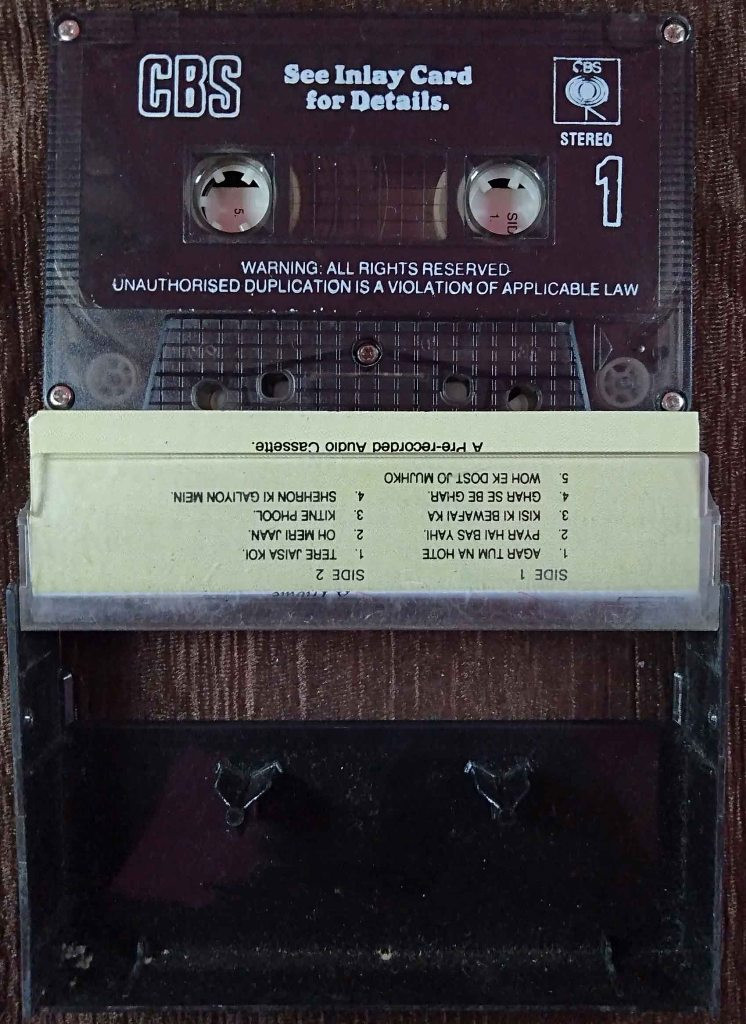 CBS
See Inlay Card
for Details.
CBS
STEREO
1
WARNING: ALL RIGHTS RESERVED
UNAUTHORISED DUPLICATION IS A VIOLATION OF APPLICABLE LAW
SIDE 1
1. AGAR TUM NA HOTE
2. PYAR HAI BAS YAHI.
3. KISI KI BEWAFAI KA
4. GHAR SE BE GHAR.
5. WOH EK DOST JO MUJHKO
SIDE 2
1. TERE JAISA KOI.
2. OH MERI JAAN.
3. KITNE PHOOL.
4. SHEHRON KI GALIYON MEIN.
A Pre-recorded Audio Cassette.